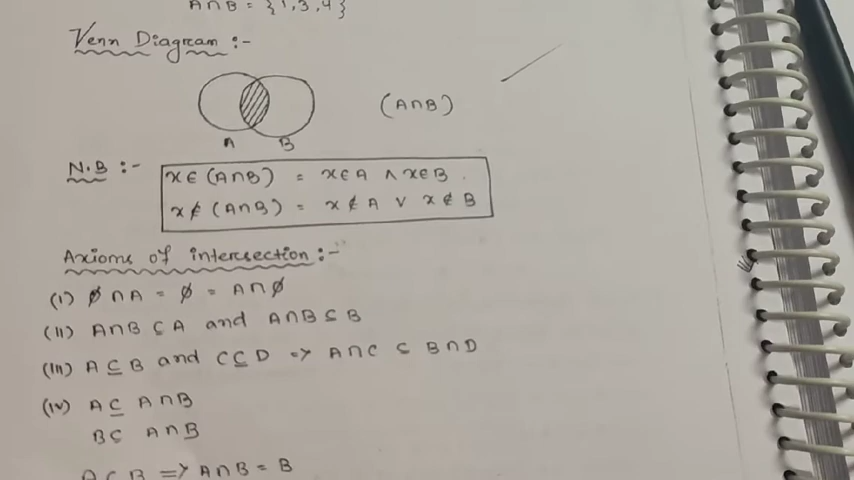 A∩B = {1,3,4}
Venn Diagram :-
(A∩B)
A B
N.B :-
x∈(A∩B) = x∈A ∧ x∈B
x∉(A∩B) = x∉A ∨ x∉B
Axioms of intersection :-
(i) ∅∩A = ∅ = A∩∅
(ii) A∩B ⊆ A and A∩B ⊆ B
(iii) A⊆B and C⊆D => A∩C ⊆ B∩D
(iv) A⊆ A∩B
B⊆ A∩B
A⊂B => A∩B = B